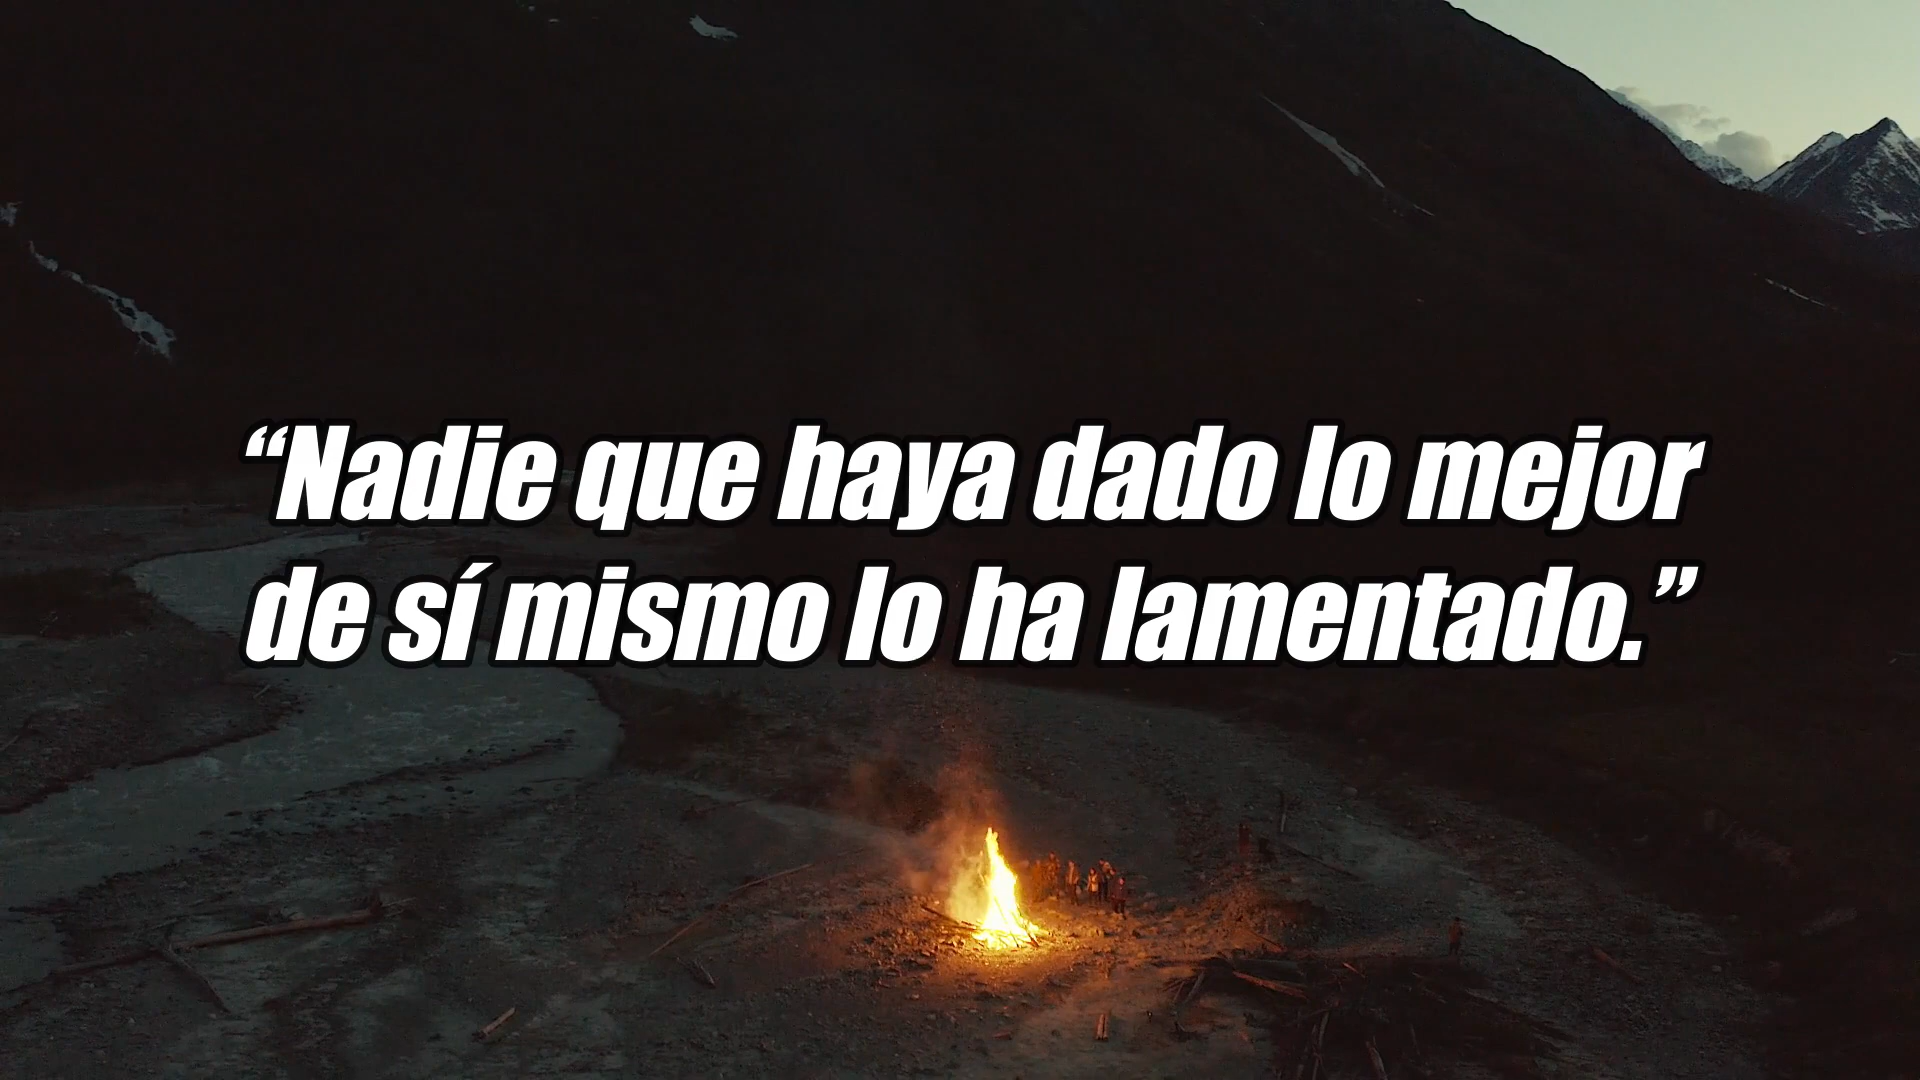 “Nadie que haya dado lo mejor
de sí mismo lo ha lamentado.”